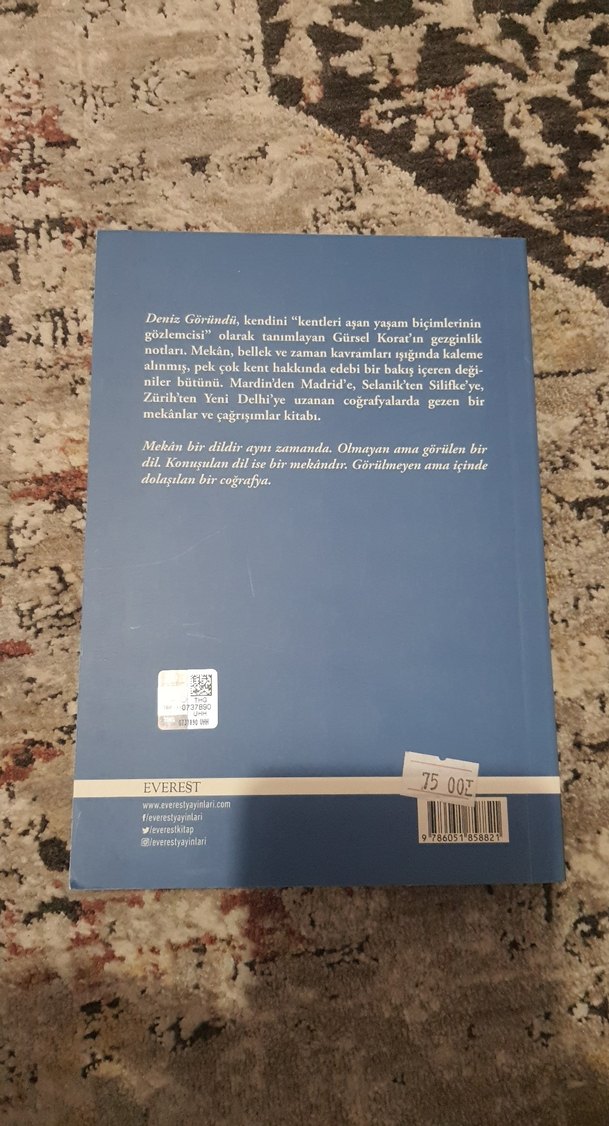 Deniz Göründü, kendini “kentleri aşan yaşam biçimlerinin
gözlemcisi” olarak tanımlayan Gürsel Korat’ın gezginlik
notları. Mekân, bellek ve zaman kavramları ışığında kaleme
alınmış, pek çok kent hakkında edebi bir bakış içeren deği-
niler bütünü. Mardin’den Madrid’e, Selanik’ten Silifke’ye,
Zürih’ten Yeni Delhi’ye uzanan coğrafyalarda gezen bir
mekânlar ve çağrışımlar kitabı.
Mekân bir dildir aynı zamanda. Olmayan ama görülen bir
dil. Konuşulan dil ise bir mekândır. Görülmeyen ama içinde
dolaşılan bir coğrafya.
THG
0737890
UHH
0737890 UHH
EVEREST
75 00
www.everestyayinlari.com
/everestyayinlari
/everestkitap
/everestyayinlari
9 786051 858821